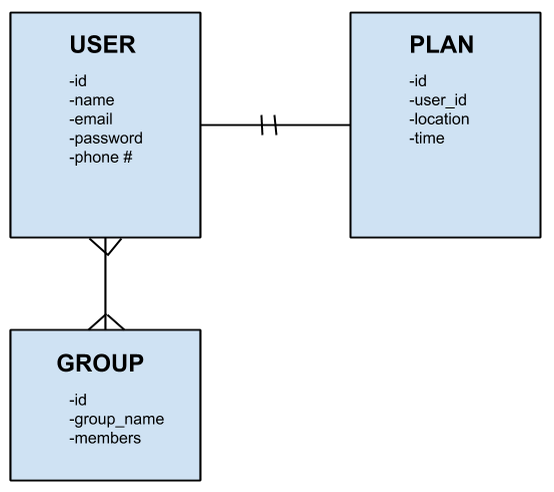 USER
-id
-name
-email
-password
-phone #
PLAN
-id
-user_id
-location
-time
GROUP
-id
-group_name
-members